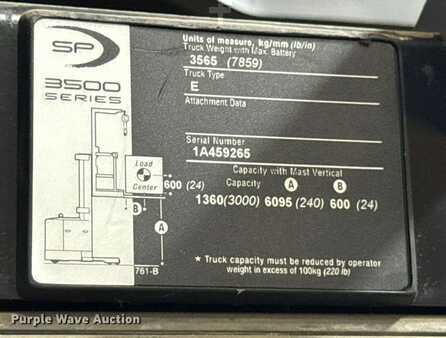 SP
3500
SERIES
Units of measure, kg/mm (lb/in)
Truck Weight with Max. Battery
3565 (7859)
Truck Type
E
Attachment Data
Serial Number
1A459265
Load
Center
600 (24)
B
A
761-B
Capacity with Mast Vertical
Capacity A B
1360(3000) 6095 (240) 600 (24)
★ Truck capacity must be reduced by operator
weight in excess of 100kg (220 lb)
Purple Wave Auction